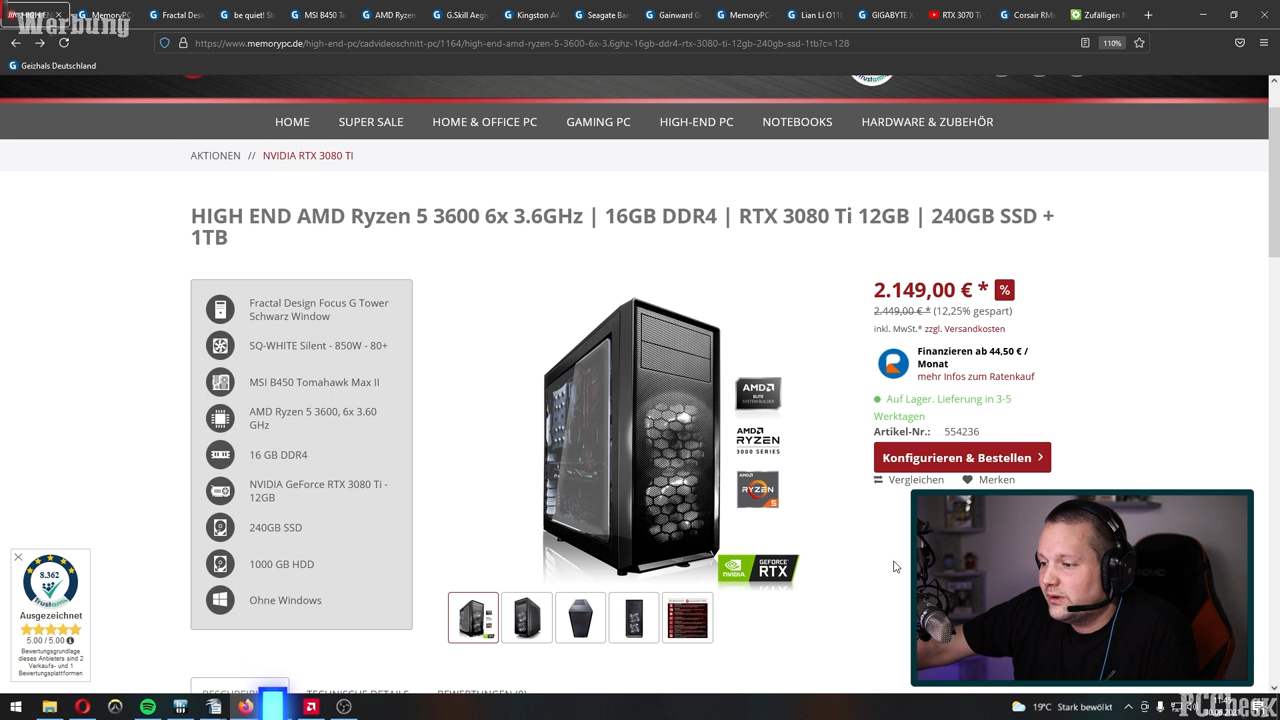 Werbung
HIGH EN
MemoryPC
Fractal Desi
be quiet! St
MSI B450 To
AMD Ryzen
G.Skill Aegis
Kingston A4
Seagate Bar
Gainward G
MemoryPC
Lian Li O11
GIGABYTE X
RTX 3070 Ti
Corsair RMx
Zufälligen N
https://www.memorypc.de/high-end-pc/cadvideoschnitt-pc/1164/high-end-amd-ryzen-5-3600-6x-3.6ghz-16gb-ddr4-rtx-3080-ti-12gb-240gb-ssd-1tb?c=128
110%
Geizhals Deutschland
HOME SUPER SALE HOME & OFFICE PC GAMING PC HIGH-END PC NOTEBOOKS HARDWARE & ZUBEHÖR
AKTIONEN // NVIDIA RTX 3080 TI
HIGH END AMD Ryzen 5 3600 6x 3.6GHz | 16GB DDR4 | RTX 3080 Ti 12GB | 240GB SSD +
1TB
Fractal Design Focus G Tower
Schwarz Window
SQ-WHITE Silent - 850W - 80+
MSI B450 Tomahawk Max II
AMD Ryzen 5 3600, 6x 3.60
GHz
16 GB DDR4
NVIDIA GeForce RTX 3080 Ti -
12GB
240GB SSD
1000 GB HDD
Ohne Windows
AMD
ELITE
SYSTEM BUILDER
AMD
RYZEN
3000 SERIES
AMD
RYZEN
5
NVIDIA
GEFORCE
RTX
2.149,00 € * %
2.449,00 € * (12,25% gespart)
inkl. MwSt.* zzgl. Versandkosten
Finanzieren ab 44,50 € /
Monat
mehr Infos zum Ratenkauf
Auf Lager. Lieferung in 3-5
Werktagen
Artikel-Nr.: 554236
Konfigurieren & Bestellen
Vergleichen Merken
8.362
Trustami
Ausgezeichnet
5.00 / 5.00
Bewertungsgrundlage
dieses Anbieters sind 2
Verkaufs- und 1
Bewertungsplattformen
TECHNISCHE DETAILS
BEWERTUNGEN (0)
19°C Stark bewölkt